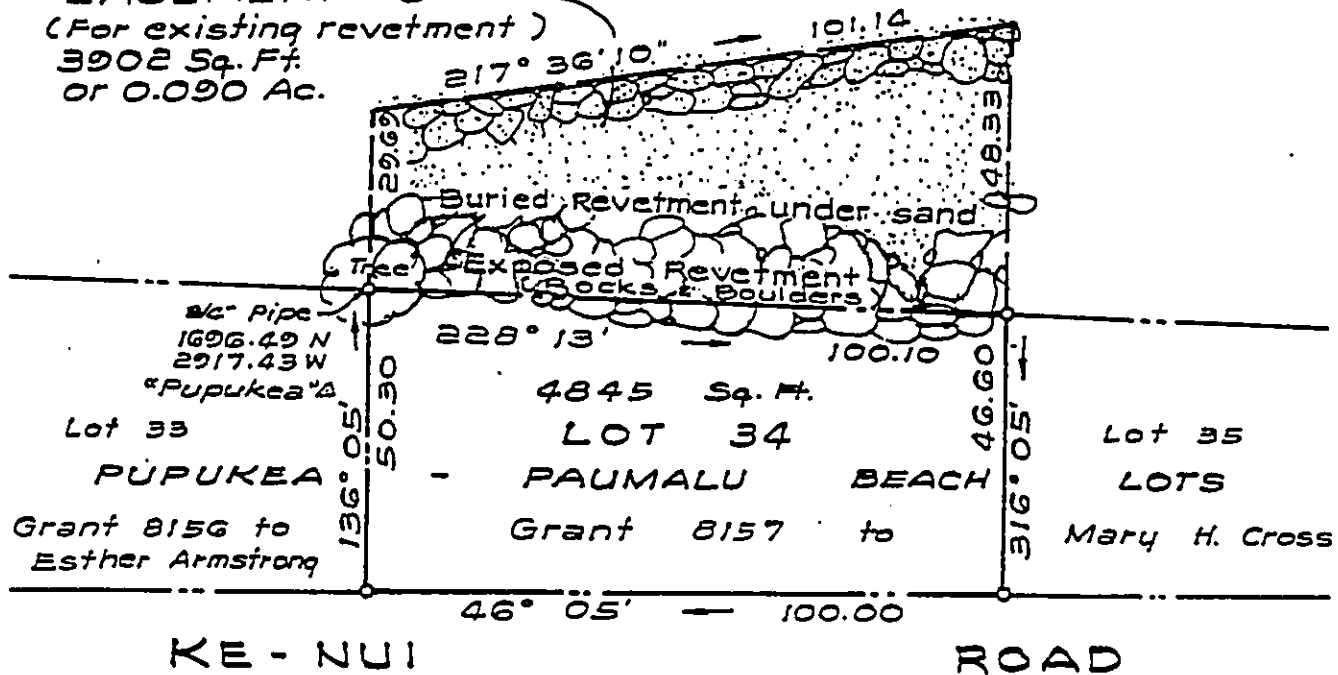 (For existing revetment)
3902 Sq. Ft.
or 0.090 Ac.
217° 36' 10" 101.14
29.69
48.33
Buried Revetment under sand
"Tree" Exposed Revetment
Rocks & Boulders
Pipe
1696.49 N
2917.43 W
"Pupukea" Δ
228° 13' 100.10
136° 05' 50.30
46.60
316° 05'
4845 Sq. Ft.
Lot 33 LOT 34 Lot 35
PUPUKEA - PAUMALU BEACH LOTS
Grant 8156 to Grant 8157 to Mary H. Cross
Esther Armstrong
46° 05' 100.00
KE - NUI ROAD